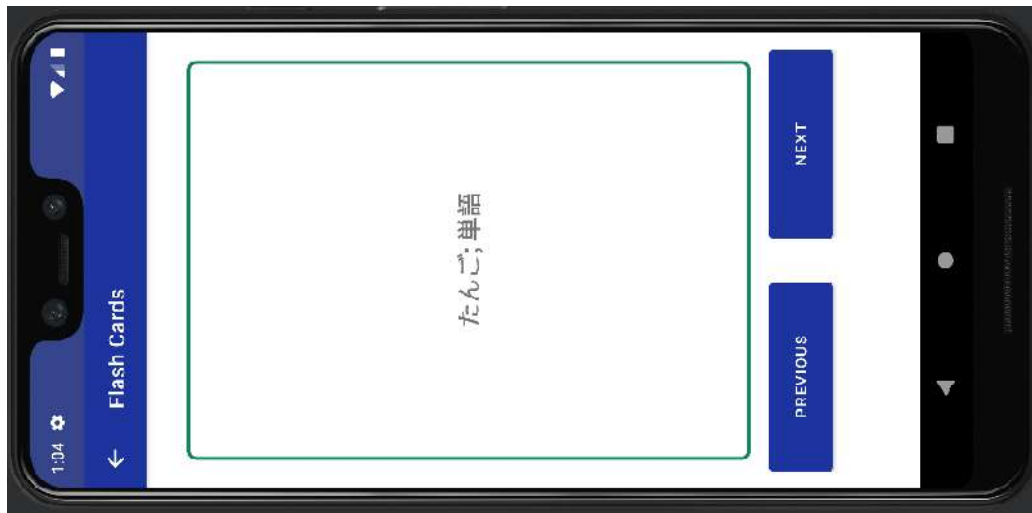 1:04
Flash Cards
たんご; 単語
PREVIOUS
NEXT